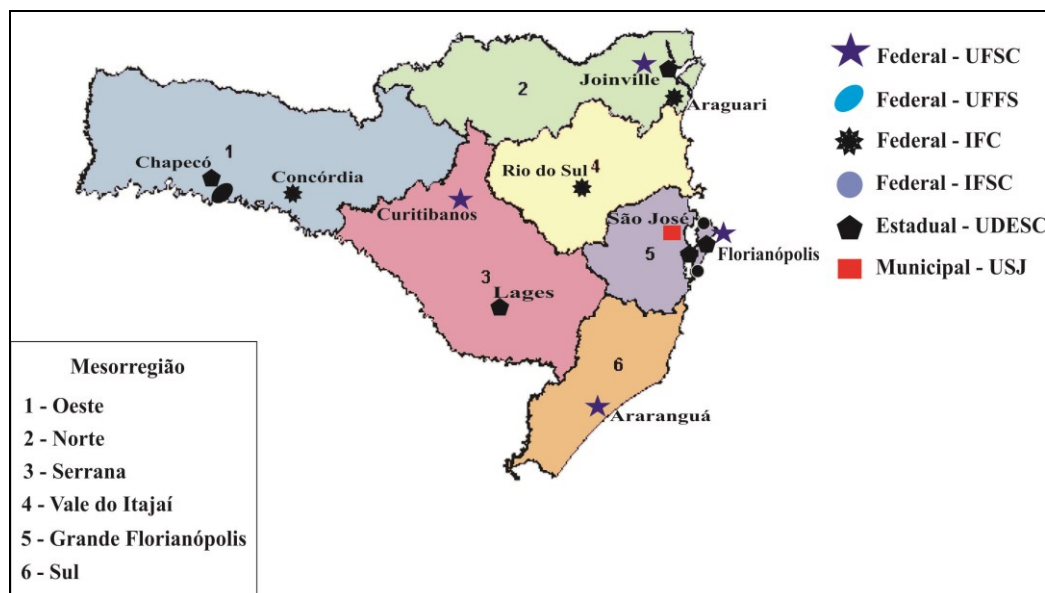 2
Joinville
Araguari
1
Chapecó
Concórdia
Rio do Sul
4
Curitibanos
São José
5
Florianópolis
3
Lages
6
Araranguá
Federal - UFSC
Federal - UFFS
Federal - IFC
Federal - IFSC
Estadual - UDESC
Municipal - USJ
Mesorregião
1 - Oeste
2 - Norte
3 - Serrana
4 - Vale do Itajaí
5 - Grande Florianópolis
6 - Sul